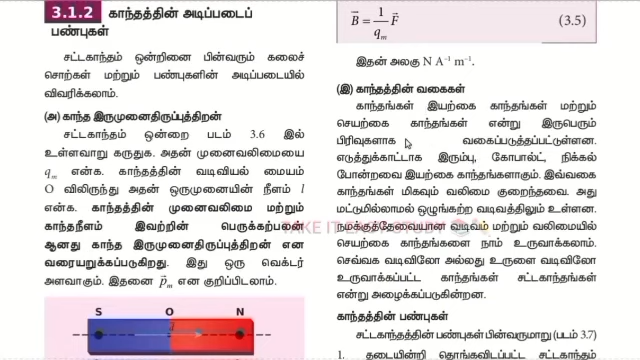 3.1.2 காந்தத்தின் அடிப்படைப்
பண்புகள்
சட்டகாந்தம் ஒன்றினை பின்வரும் கலைச்
சொற்கள் மற்றும் பண்புகளின் அடிப்படையில்
விவரிக்கலாம்.
(அ) காந்த இருமுனைதிருப்புத்திறன்
சட்டகாந்தம் ஒன்றை படம் 3.6 இல்
உள்ளவாறு கருதுக. அதன் முனைவலிமையை
qₘ என்க. காந்தத்தின் வடிவியல் மையம்
O விலிருந்து அதன் ஒருமுனையின் நீளம் l
என்க. காந்தத்தின் முனைவலிமை மற்றும்
காந்தநீளம் இவற்றின் பெருக்கற்பலன்
ஆனது காந்த இருமுனைதிருப்புத்திறன் என
வரையறுக்கப்படுகிறது. இது ஒரு வெக்டர்
அளவாகும். இதனை p⃗ₘ என குறிப்பிடலாம்.
S O N
B⃗ = 1/qₘ F⃗ (3.5)
இதன் அலகு N A⁻¹ m⁻¹.
(இ) காந்தத்தின் வகைகள்
காந்தங்கள் இயற்கை காந்தங்கள் மற்றும்
செயற்கை காந்தங்கள் என்று இருபெரும்
பிரிவுகளாக வகைப்படுத்தப்பட்டுள்ளன.
எடுத்துக்காட்டாக இரும்பு, கோபால்ட், நிக்கல்
போன்றவை இயற்கை காந்தங்களாகும். இவ்வகை
காந்தங்கள் மிகவும் வலிமை குறைந்தவை. அது
மட்டுமில்லாமல் ஒழுங்கற்ற வடிவத்திலும் உள்ளன.
நமக்குத்தேவையான வடிவம் மற்றும் வலிமையில்
செயற்கை காந்தங்களை நாம் உருவாக்கலாம்.
செவ்வக வடிவிலோ அல்லது உருளை வடிவிலோ
உருவாக்கப்பட்ட காந்தங்கள் சட்டகாந்தங்கள்
என்று அழைக்கப்படுகின்றன.
காந்தத்தின் பண்புகள்
சட்டகாந்தத்தின் பண்புகள் பின்வருமாறு (படம் 3.7)
1. தடையின்றி தொங்கவிடப்பட்ட சட்டகாந்தம்